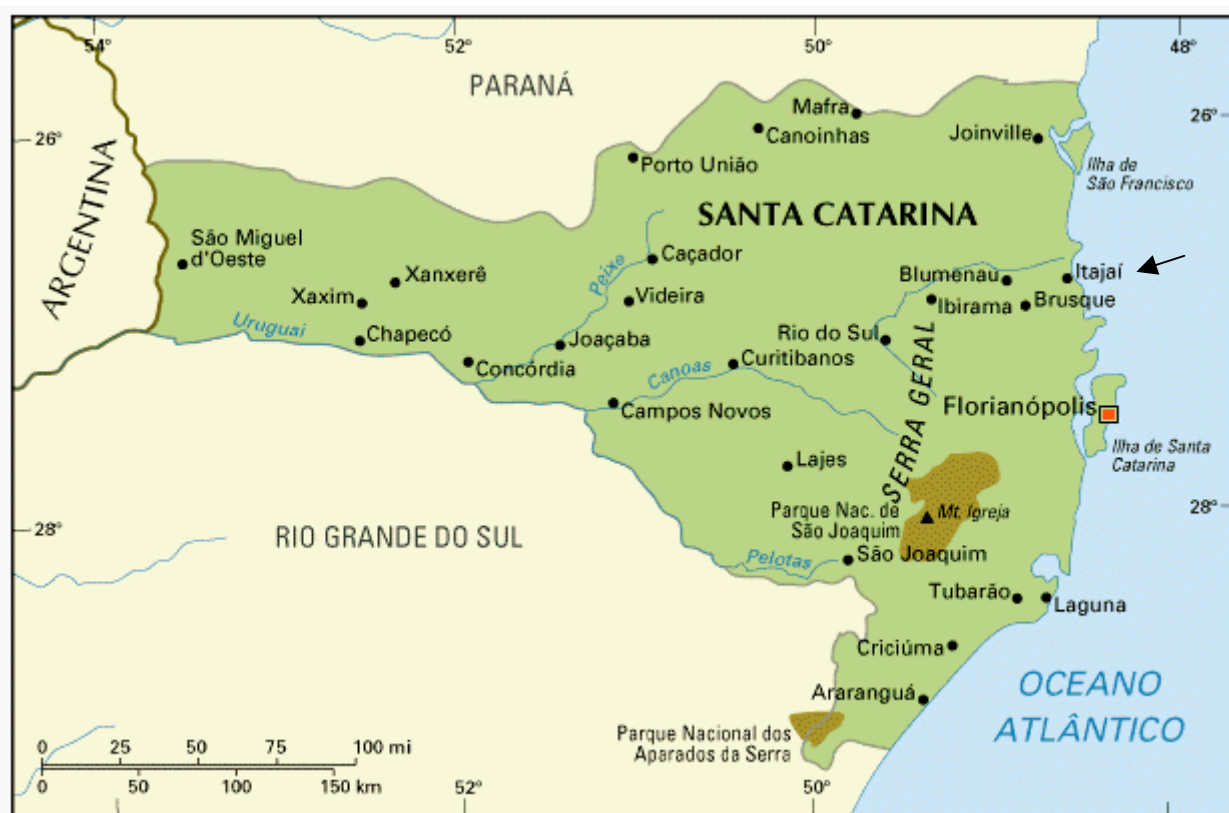 54°
52°
50°
48°
PARANÁ
26°
26°
Mafra
Canoinhas
Joinville
Porto União
Ilha de
São Francisco
ARGENTINA
SANTA CATARINA
São Miguel
d'Oeste
Xanxerê
Xaxim
Peixe
Caçador
Videira
Blumenau
Itajaí
Ibirama
Brusque
Uruguai
Chapecó
Joaçaba
Rio do Sul
Concórdia
Canoas
Curitibanos
Campos Novos
SERRA GERAL
Florianópolis
Ilha de Santa
Catarina
Lajes
28°
28°
RIO GRANDE DO SUL
Parque Nac. de
São Joaquim
Mt. Igreja
Pelotas
São Joaquim
Tubarão
Laguna
Criciúma
Araranguá
OCEANO
ATLÂNTICO
Parque Nacional dos
Aparados da Serra
0 25 50 75 100 mi
0 50 100 150 km
52°
50°